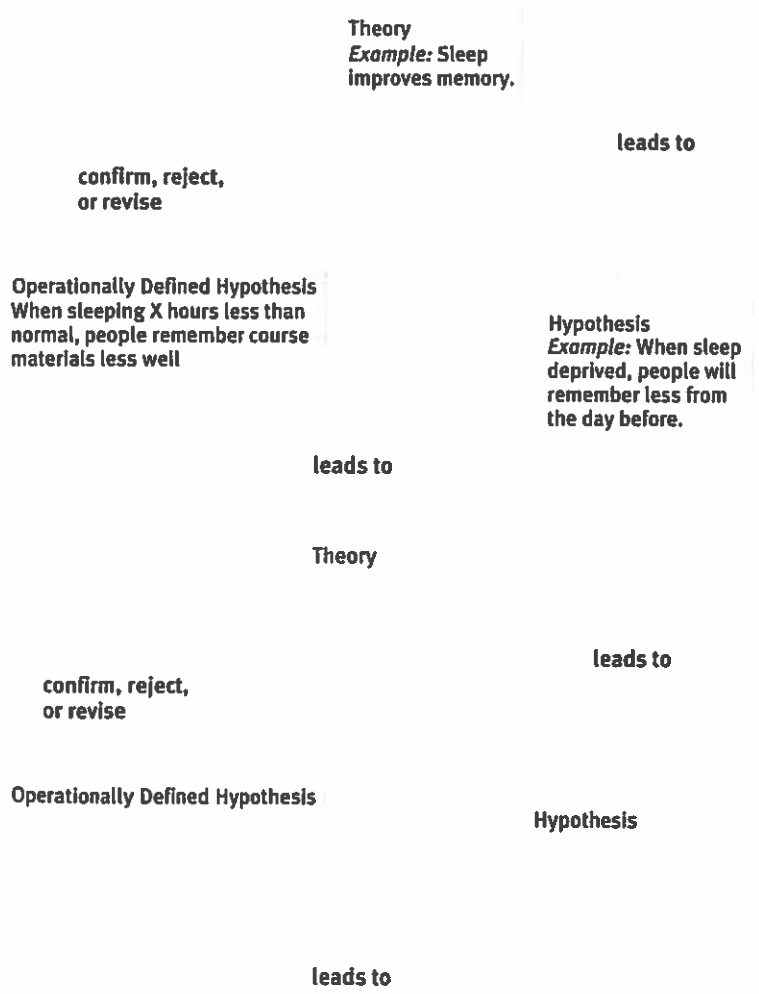 Theory
Example: Sleep
improves memory.
leads to
confirm, reject,
or revise
Operationally Defined Hypothesis
When sleeping X hours less than
normal, people remember course
materials less well
Hypothesis
Example: When sleep
deprived, people will
remember less from
the day before.
leads to
Theory
leads to
confirm, reject,
or revise
Operationally Defined Hypothesis
Hypothesis
leads to